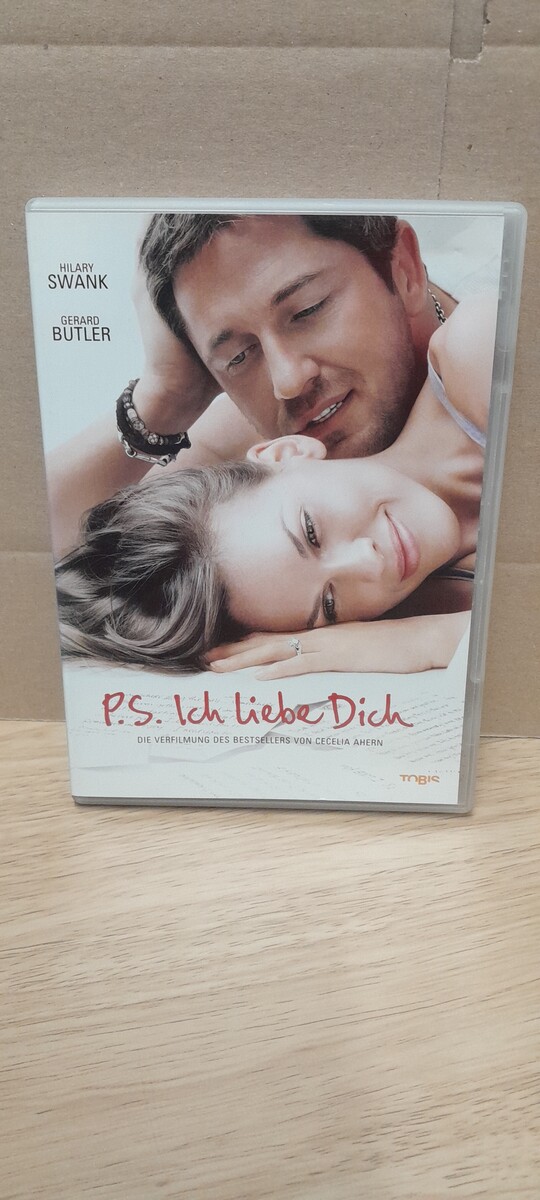 HILARY
SWANK
GERARD
BUTLER
P.S. Ich liebe Dich
DIE VERFILMUNG DES BESTSELLERS VON CECELIA AHERN
TOBIS